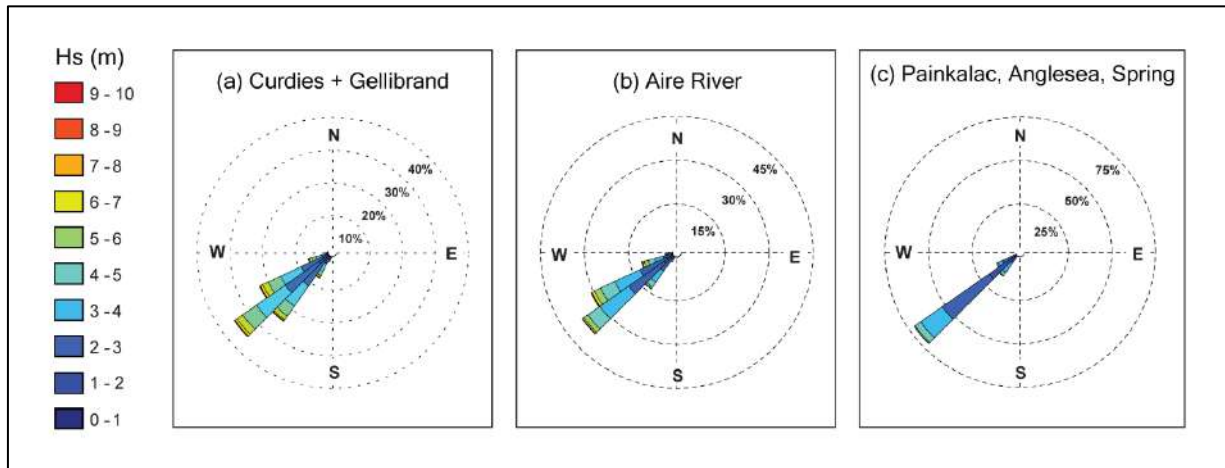 Hs (m)
9 - 10
8 - 9
7 - 8
6 - 7
5 - 6
4 - 5
3 - 4
2 - 3
1 - 2
0 - 1
(a) Curdies + Gellibrand
N
40%
30%
20%
10%
W
E
S
(b) Aire River
N
45%
30%
15%
W
E
S
(c) Painkalac, Anglesea, Spring
N
75%
50%
25%
W
E
S